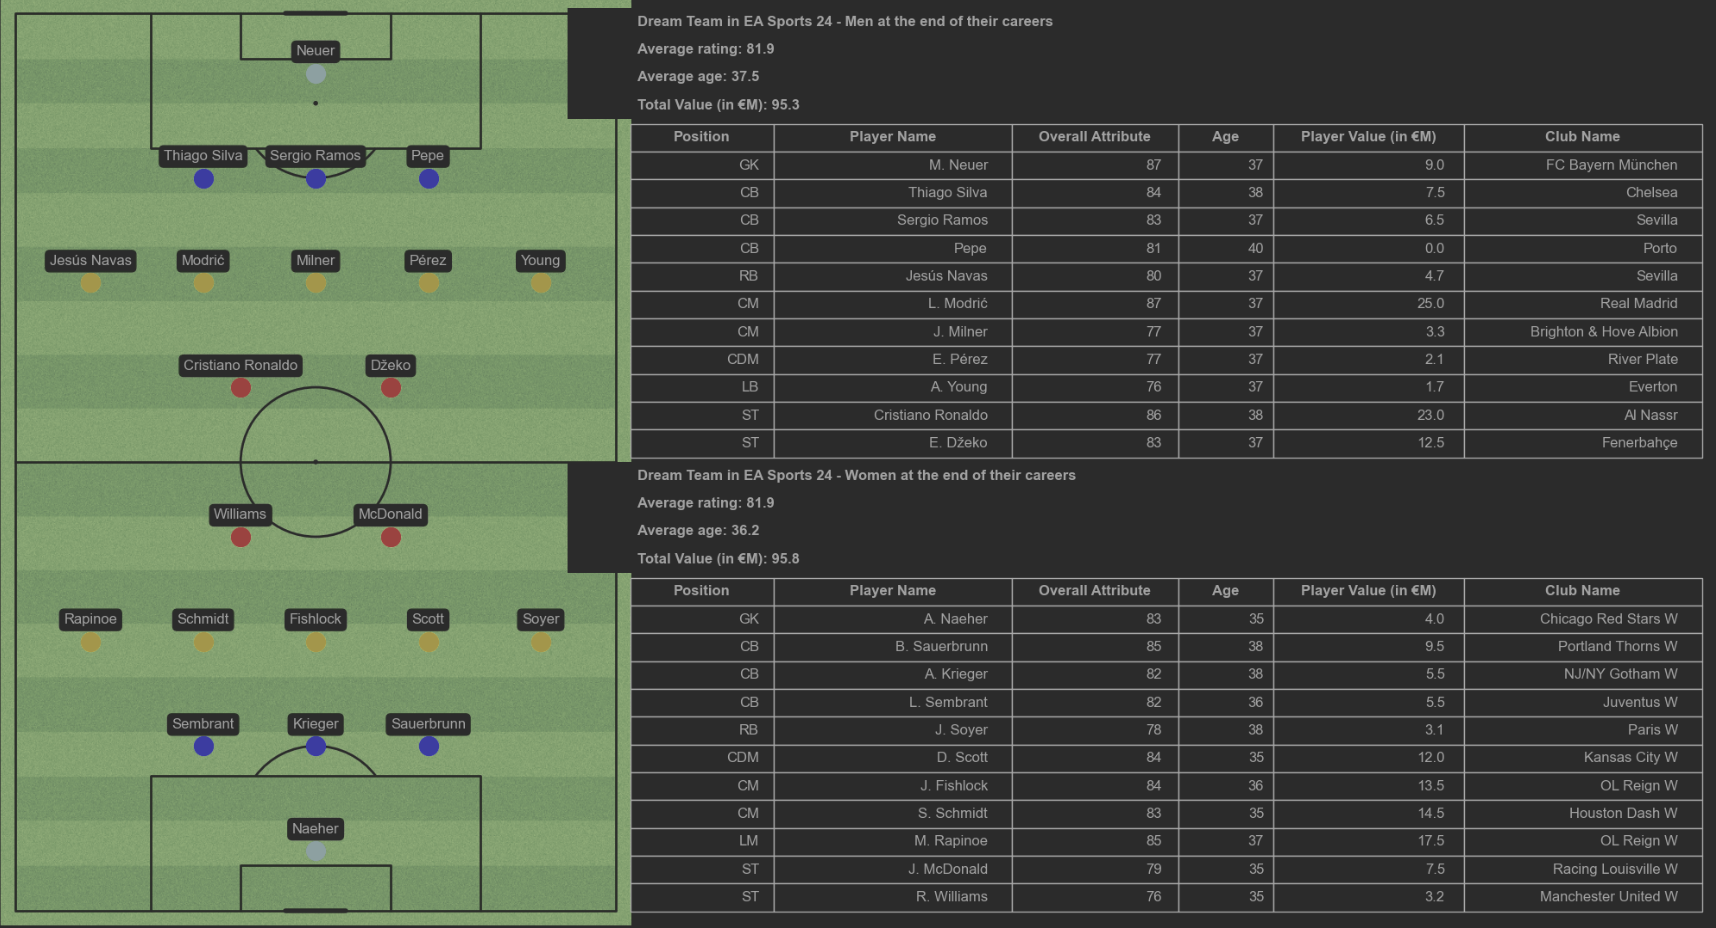 Neuer
Thiago Silva Sergio Ramos Pepe
Jesús Navas Modrić Milner Pérez Young
Cristiano Ronaldo Džeko
Williams McDonald
Rapinoe Schmidt Fishlock Scott Soyer
Sembrant Krieger Sauerbrunn
Naeher
Dream Team in EA Sports 24 - Men at the end of their careers
Average rating: 81.9
Average age: 37.5
Total Value (in €M): 95.3
Position Player Name Overall Attribute Age Player Value (in €M) Club Name
GK M. Neuer 87 37 9.0 FC Bayern München
CB Thiago Silva 84 38 7.5 Chelsea
CB Sergio Ramos 83 37 6.5 Sevilla
CB Pepe 81 40 0.0 Porto
RB Jesús Navas 80 37 4.7 Sevilla
CM L. Modrić 87 37 25.0 Real Madrid
CM J. Milner 77 37 3.3 Brighton & Hove Albion
CDM E. Pérez 77 37 2.1 River Plate
LB A. Young 76 37 1.7 Everton
ST Cristiano Ronaldo 86 38 23.0 Al Nassr
ST E. Džeko 83 37 12.5 Fenerbahçe
Dream Team in EA Sports 24 - Women at the end of their careers
Average rating: 81.9
Average age: 36.2
Total Value (in €M): 95.8
Position Player Name Overall Attribute Age Player Value (in €M) Club Name
GK A. Naeher 83 35 4.0 Chicago Red Stars W
CB B. Sauerbrunn 85 38 9.5 Portland Thorns W
CB A. Krieger 82 38 5.5 NJ/NY Gotham W
CB L. Sembrant 82 36 5.5 Juventus W
RB J. Soyer 78 38 3.1 Paris W
CDM D. Scott 84 35 12.0 Kansas City W
CM J. Fishlock 84 36 13.5 OL Reign W
CM S. Schmidt 83 35 14.5 Houston Dash W
LM M. Rapinoe 85 37 17.5 OL Reign W
ST J. McDonald 79 35 7.5 Racing Louisville W
ST R. Williams 76 35 3.2 Manchester United W